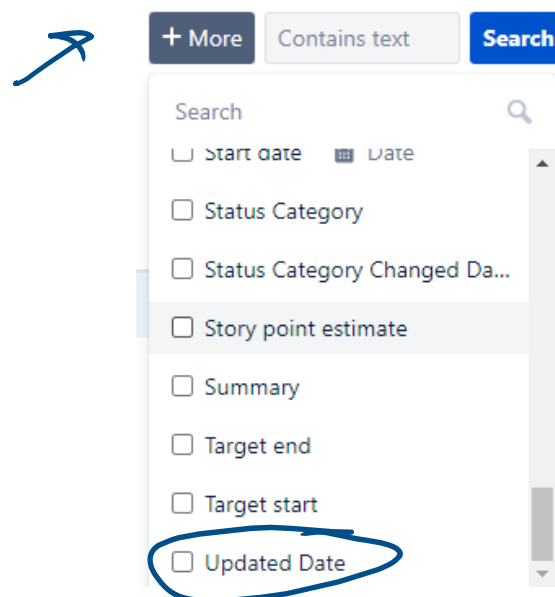 + More Contains text Search
Search
Start date Date
Status Category
Status Category Changed Da...
Story point estimate
Summary
Target end
Target start
Updated Date